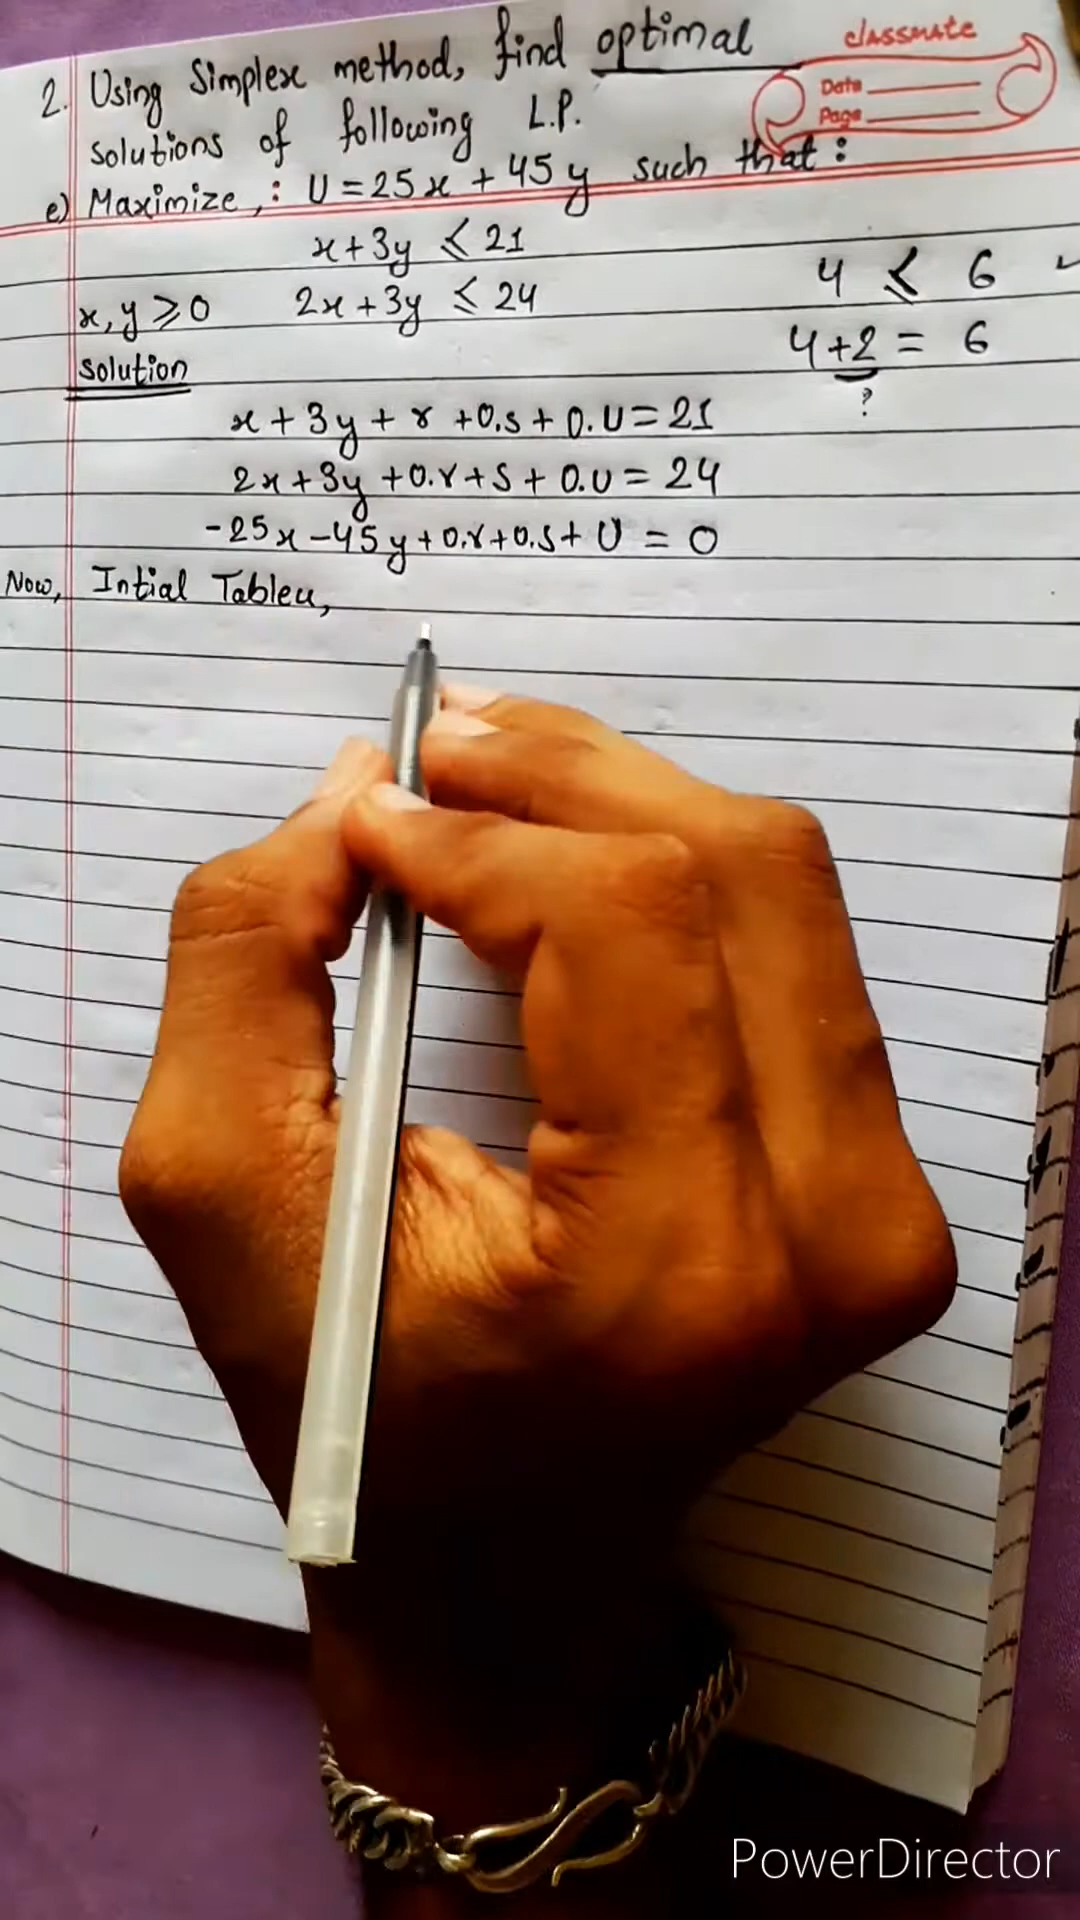 classmate
Date
Page
2. Using Simplex method, find optimal
solutions of following L.P.
e) Maximize, : U = 25x + 45y such that :
x + 3y ≤ 21
x, y ≥ 0 2x + 3y ≤ 24
4 ≤ 6
4 + 2 = 6
?
solution
x + 3y + r + 0.s + 0.U = 21
2x + 3y + 0.r + s + 0.U = 24
-25x - 45y + 0.r + 0.s + U = 0
Now, Intial Tableu,
PowerDirector